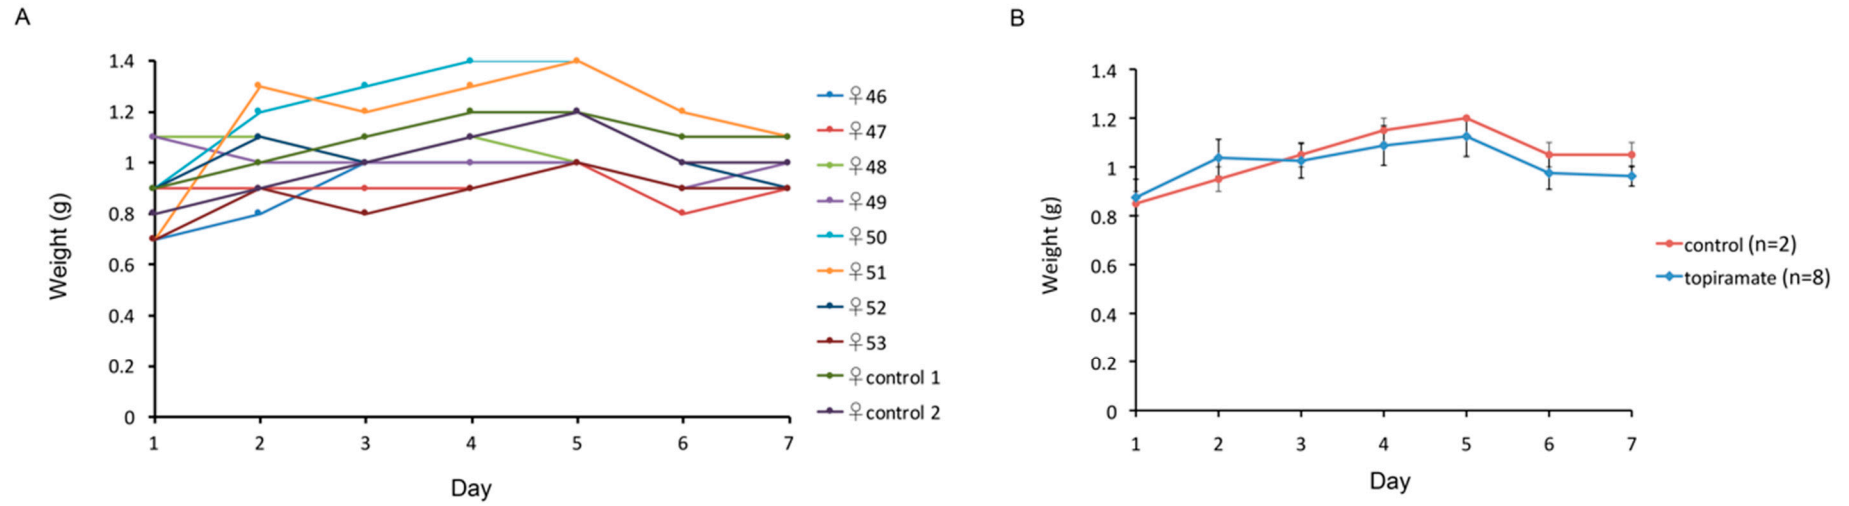 A
Weight (g)
1.4
1.2
1
0.8
0.6
0.4
0.2
0
1 2 3 4 5 6 7
Day
♀46
♀47
♀48
♀49
♀50
♀51
♀52
♀53
♀control 1
♀control 2
B
Weight (g)
1.4
1.2
1
0.8
0.6
0.4
0.2
0
1 2 3 4 5 6 7
Day
control (n=2)
topiramate (n=8)